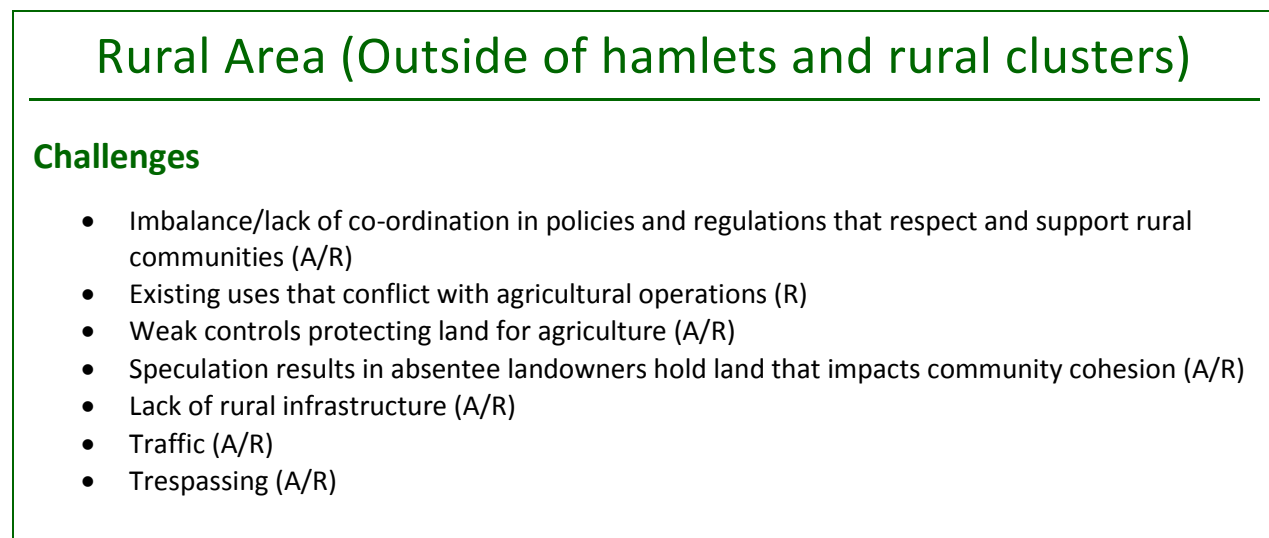 Rural Area (Outside of hamlets and rural clusters)
Challenges
• Imbalance/lack of co-ordination in policies and regulations that respect and support rural
communities (A/R)
• Existing uses that conflict with agricultural operations (R)
• Weak controls protecting land for agriculture (A/R)
• Speculation results in absentee landowners hold land that impacts community cohesion (A/R)
• Lack of rural infrastructure (A/R)
• Traffic (A/R)
• Trespassing (A/R)